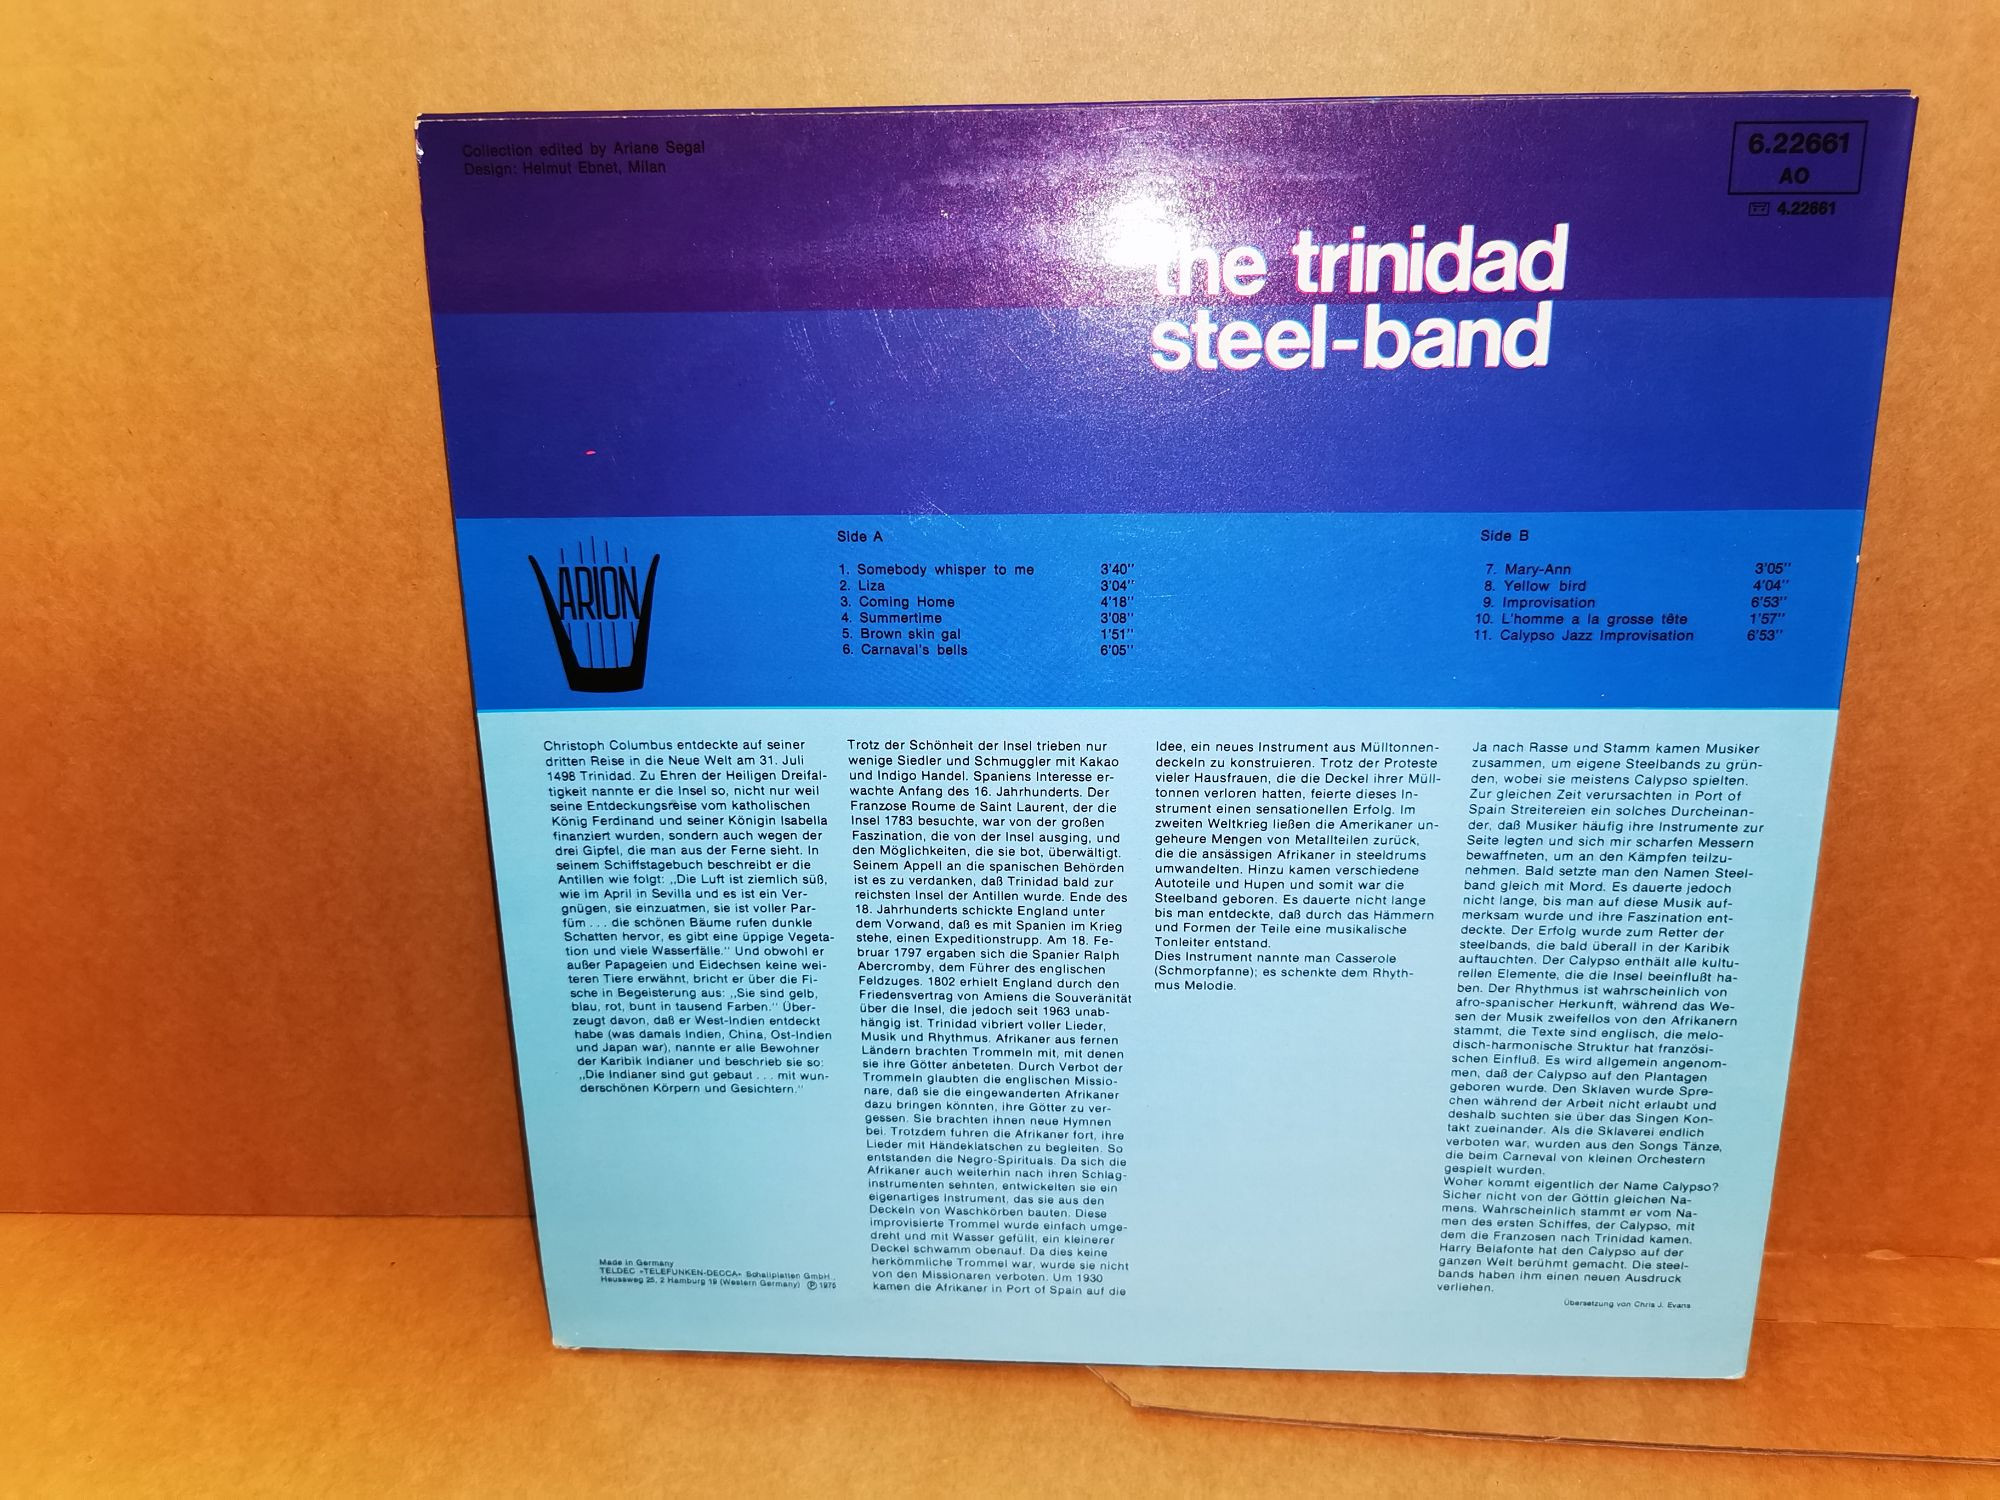 Collection edited by Ariane Segal
Design: Helmut Ebnet, Milan
6.22661
AO
4.22661
the trinidad
steel-band
ARION
Side A
1. Somebody whisper to me 3'40''
2. Liza 3'04''
3. Coming Home 4'18''
4. Summertime 3'08''
5. Brown skin gal 1'51''
6. Carnaval's bells 6'05''
Side B
7. Mary-Ann 3'05''
8. Yellow bird 4'04''
9. Improvisation 6'53''
10. L'homme a la grosse tête 1'57''
11. Calypso Jazz Improvisation 6'53''
Christoph Columbus entdeckte auf seiner
dritten Reise in die Neue Welt am 31. Juli
1498 Trinidad. Zu Ehren der Heiligen Dreifal-
tigkeit nannte er die Insel so, nicht nur weil
seine Entdeckungsreise vom katholischen
König Ferdinand und seiner Königin Isabella
finanziert wurden, sondern auch wegen der
drei Gipfel, die man aus der Ferne sieht. In
seinem Schiffstagebuch beschreibt er die
Antillen wie folgt: „Die Luft ist ziemlich süß,
wie im April in Sevilla und es ist ein Ver-
gnügen, sie einzuatmen, sie ist voller Par-
füm . . . die schönen Bäume rufen dunkle
Schatten hervor, es gibt eine üppige Vegeta-
tion und viele Wasserfälle.'' Und obwohl er
außer Papageien und Eidechsen keine wei-
teren Tiere erwähnt, bricht er über die Fi-
sche in Begeisterung aus: „Sie sind gelb,
blau, rot, bunt in tausend Farben.'' Über-
zeugt davon, daß er West-Indien entdeckt
habe (was damals Indien, China, Ost-Indien
und Japan war), nannte er alle Bewohner
der Karibik Indianer und beschrieb sie so:
„Die Indianer sind gut gebaut . . . mit wun-
derschönen Körpern und Gesichtern.''
Made in Germany
TELDEC »TELEFUNKEN-DECCA« Schallplatten GmbH.,
Heussweg 25, 2 Hamburg 19 (Western Germany) Ⓟ 1975
Trotz der Schönheit der Insel trieben nur
wenige Siedler und Schmuggler mit Kakao
und Indigo Handel. Spaniens Interesse er-
wachte Anfang des 16. Jahrhunderts. Der
Franzose Roume de Saint Laurent, der die
Insel 1783 besuchte, war von der großen
Faszination, die von der Insel ausging, und
den Möglichkeiten, die sie bot, überwältigt.
Seinem Appell an die spanischen Behörden
ist es zu verdanken, daß Trinidad bald zur
reichsten Insel der Antillen wurde. Ende des
18. Jahrhunderts schickte England unter
dem Vorwand, daß es mit Spanien im Krieg
stehe, einen Expeditionstrupp. Am 18. Fe-
bruar 1797 ergaben sich die Spanier Ralph
Abercromby, dem Führer des englischen
Feldzuges. 1802 erhielt England durch den
Friedensvertrag von Amiens die Souveränität
über die Insel, die jedoch seit 1963 unab-
hängig ist. Trinidad vibriert voller Lieder,
Musik und Rhythmus. Afrikaner aus fernen
Ländern brachten Trommeln mit, mit denen
sie ihre Götter anbeteten. Durch Verbot der
Trommeln glaubten die englischen Missio-
nare, daß sie die eingewanderten Afrikaner
dazu bringen könnten, ihre Götter zu ver-
gessen. Sie brachten ihnen neue Hymnen
bei. Trotzdem fuhren die Afrikaner fort, ihre
Lieder mit Händeklatschen zu begleiten. So
entstanden die Negro-Spirituals. Da sich die
Afrikaner auch weiterhin nach ihren Schlag-
instrumenten sehnten, entwickelten sie ein
eigenartiges Instrument, das sie aus den
Deckeln von Waschkörben bauten. Diese
improvisierte Trommel wurde einfach umge-
dreht und mit Wasser gefüllt, ein kleinerer
Deckel schwamm obenauf. Da dies keine
herkömmliche Trommel war, wurde sie nicht
von den Missionaren verboten. Um 1930
kamen die Afrikaner in Port of Spain auf die
Idee, ein neues Instrument aus Mülltonnen-
deckeln zu konstruieren. Trotz der Proteste
vieler Hausfrauen, die die Deckel ihrer Müll-
tonnen verloren hatten, feierte dieses In-
strument einen sensationellen Erfolg. Im
zweiten Weltkrieg ließen die Amerikaner un-
geheure Mengen von Metallteilen zurück,
die die ansässigen Afrikaner in steeldrums
umwandelten. Hinzu kamen verschiedene
Autoteile und Hupen und somit war die
Steelband geboren. Es dauerte nicht lange
bis man entdeckte, daß durch das Hämmern
und Formen der Teile eine musikalische
Tonleiter entstand.
Dies Instrument nannte man Casserole
(Schmorpfanne); es schenkte dem Rhyth-
mus Melodie.
Ja nach Rasse und Stamm kamen Musiker
zusammen, um eigene Steelbands zu grün-
den, wobei sie meistens Calypso spielten.
Zur gleichen Zeit verursachten in Port of
Spain Streitereien ein solches Durcheinan-
der, daß Musiker häufig ihre Instrumente zur
Seite legten und sich mir scharfen Messern
bewaffneten, um an den Kämpfen teilzu-
nehmen. Bald setzte man den Namen Steel-
band gleich mit Mord. Es dauerte jedoch
nicht lange, bis man auf diese Musik auf-
merksam wurde und ihre Faszination ent-
deckte. Der Erfolg wurde zum Retter der
steelbands, die bald überall in der Karibik
auftauchten. Der Calypso enthält alle kultu-
rellen Elemente, die die Insel beeinflußt ha-
ben. Der Rhythmus ist wahrscheinlich von
afro-spanischer Herkunft, während das We-
sen der Musik zweifellos von den Afrikanern
stammt, die Texte sind englisch, die melo-
disch-harmonische Struktur hat französi-
schen Einfluß. Es wird allgemein angenom-
men, daß der Calypso auf den Plantagen
geboren wurde. Den Sklaven wurde Spre-
chen während der Arbeit nicht erlaubt und
deshalb suchten sie über das Singen Kon-
takt zueinander. Als die Sklaverei endlich
verboten war, wurden aus den Songs Tänze,
die beim Carneval von kleinen Orchestern
gespielt wurden.
Woher kommt eigentlich der Name Calypso?
Sicher nicht von der Göttin gleichen Na-
mens. Wahrscheinlich stammt er vom Na-
men des ersten Schiffes, der Calypso, mit
dem die Franzosen nach Trinidad kamen.
Harry Belafonte hat den Calypso auf der
ganzen Welt berühmt gemacht. Die steel-
bands haben ihm einen neuen Ausdruck
verliehen.
Übersetzung von Chris J. Evans